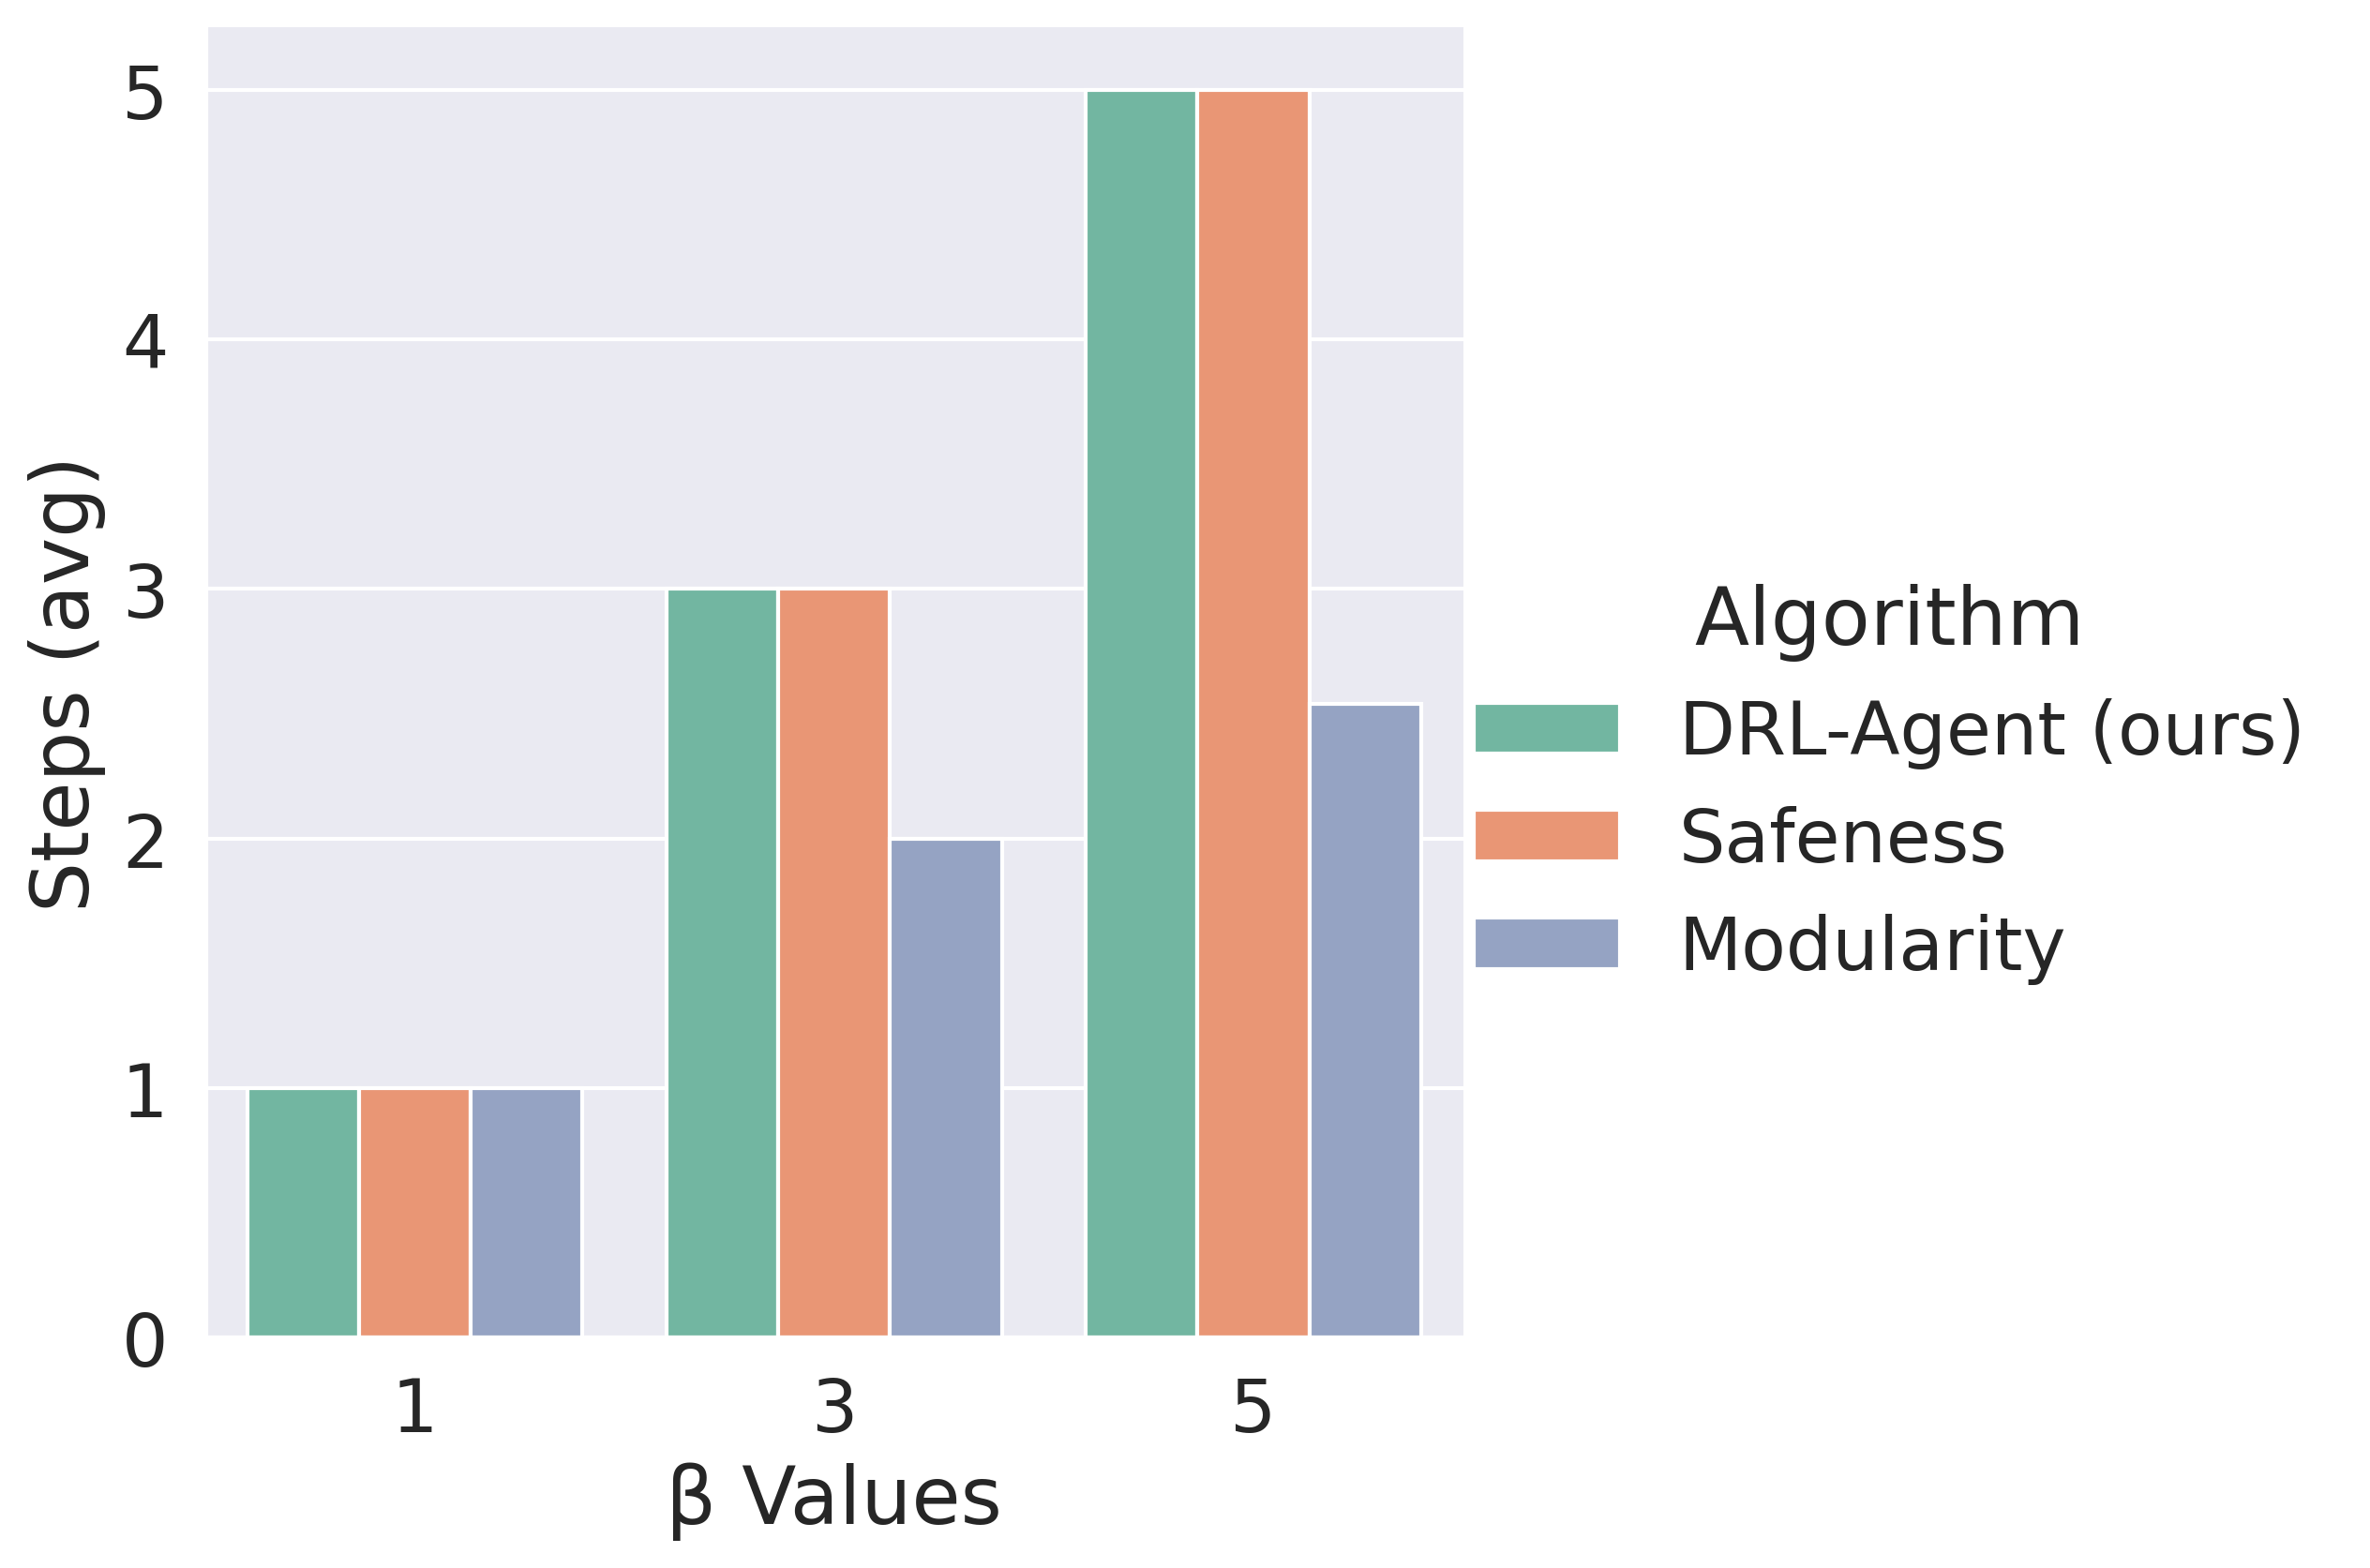 Steps (avg)
5
4
3
2
1
0
1 3 5
β Values
Algorithm
DRL-Agent (ours)
Safeness
Modularity